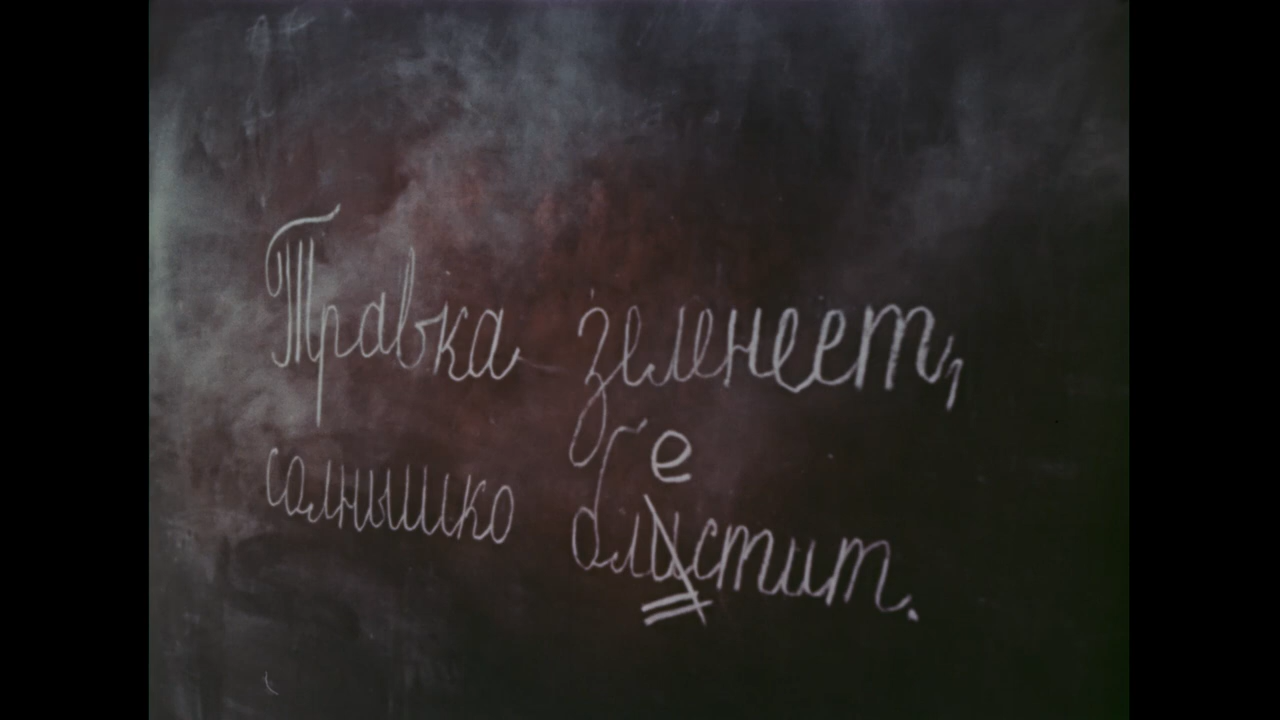 Травка зеленеет,
е
солнышко блистит.